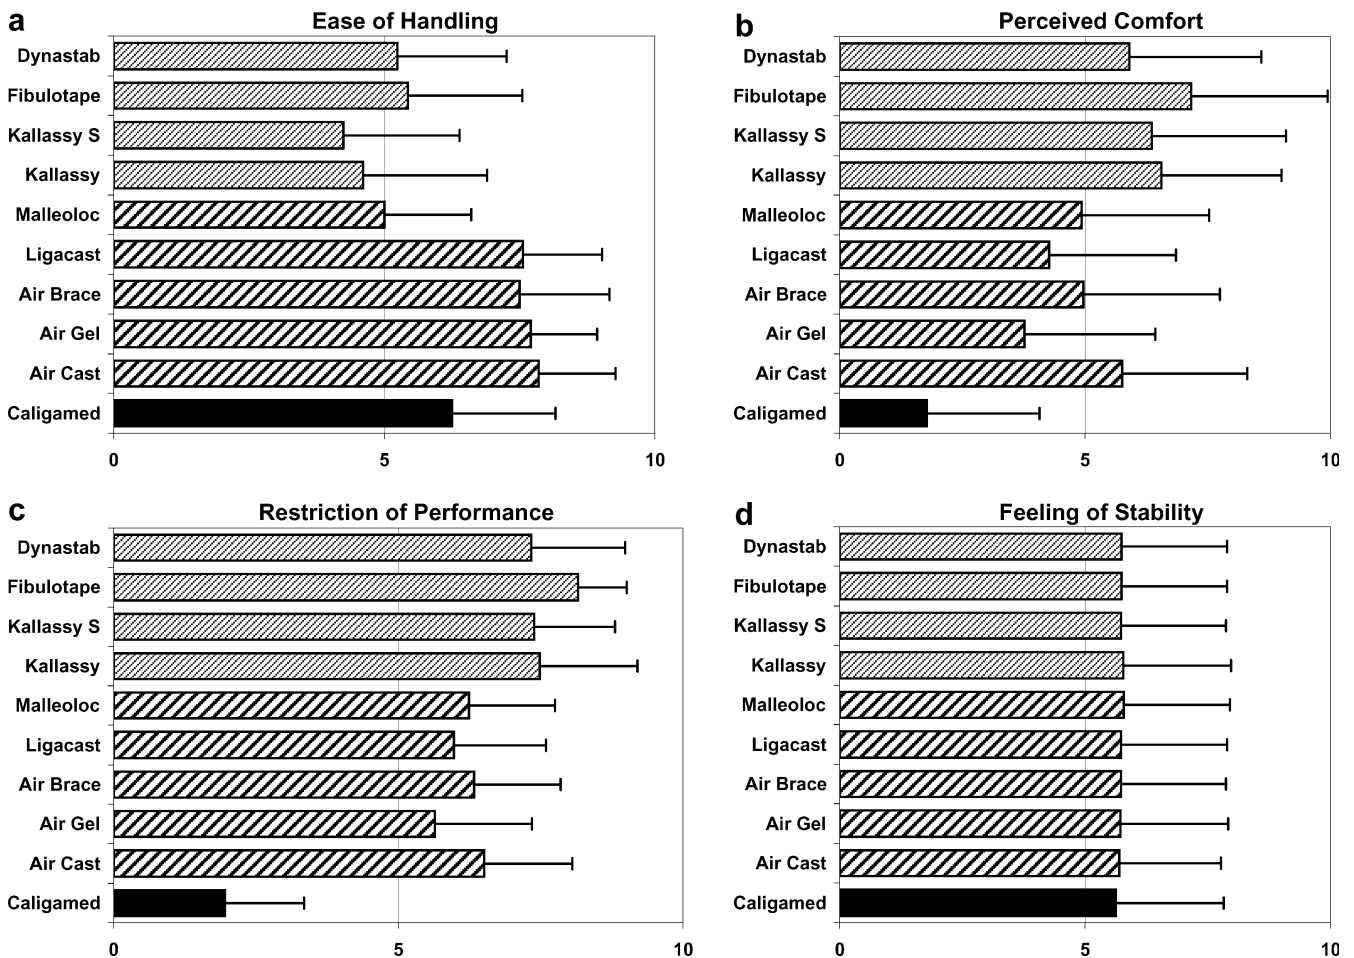 a
Ease of Handling
Dynastab
Fibulotape
Kallassy S
Kallassy
Malleoloc
Ligacast
Air Brace
Air Gel
Air Cast
Caligamed
0 5 10
b
Perceived Comfort
Dynastab
Fibulotape
Kallassy S
Kallassy
Malleoloc
Ligacast
Air Brace
Air Gel
Air Cast
Caligamed
0 5 10
c
Restriction of Performance
Dynastab
Fibulotape
Kallassy S
Kallassy
Malleoloc
Ligacast
Air Brace
Air Gel
Air Cast
Caligamed
0 5 10
d
Feeling of Stability
Dynastab
Fibulotape
Kallassy S
Kallassy
Malleoloc
Ligacast
Air Brace
Air Gel
Air Cast
Caligamed
0 5 10